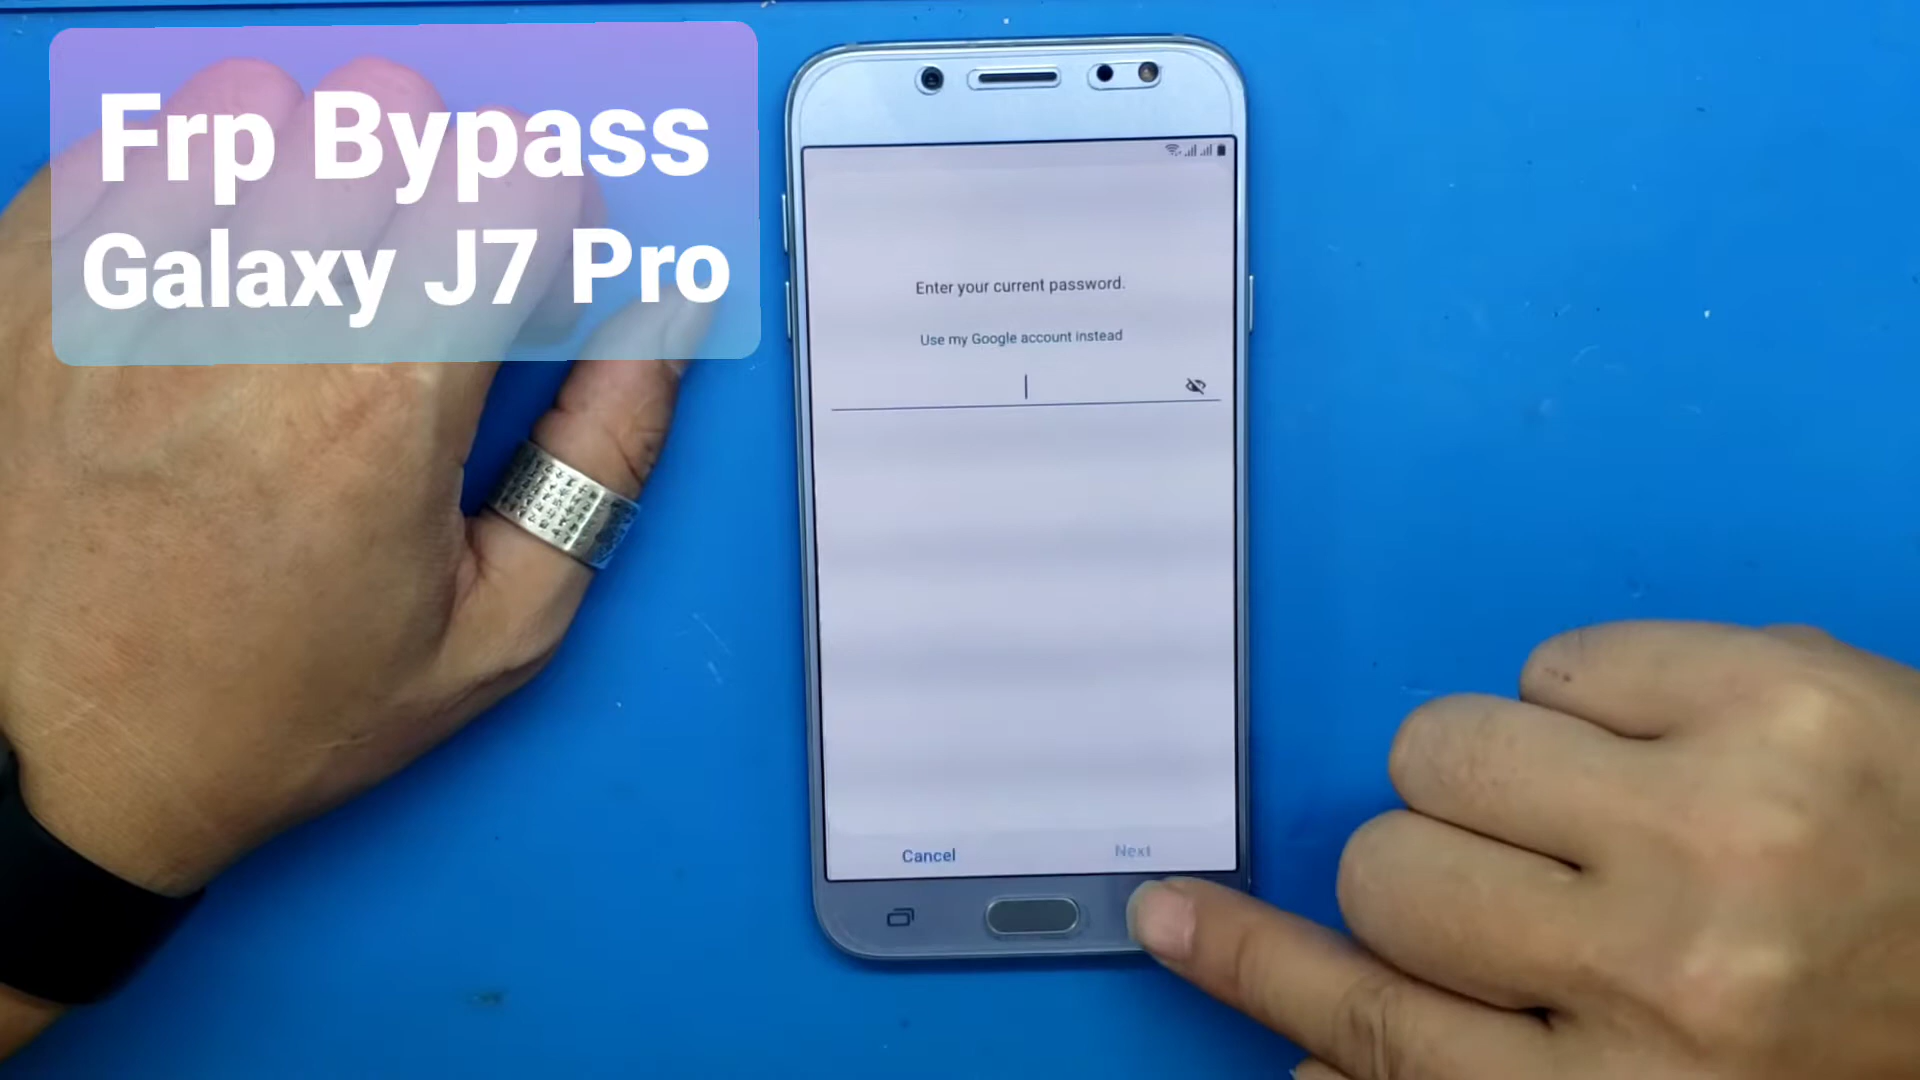 Frp Bypass
Galaxy J7 Pro
Enter your current password.
Use my Google account instead
Cancel
Next